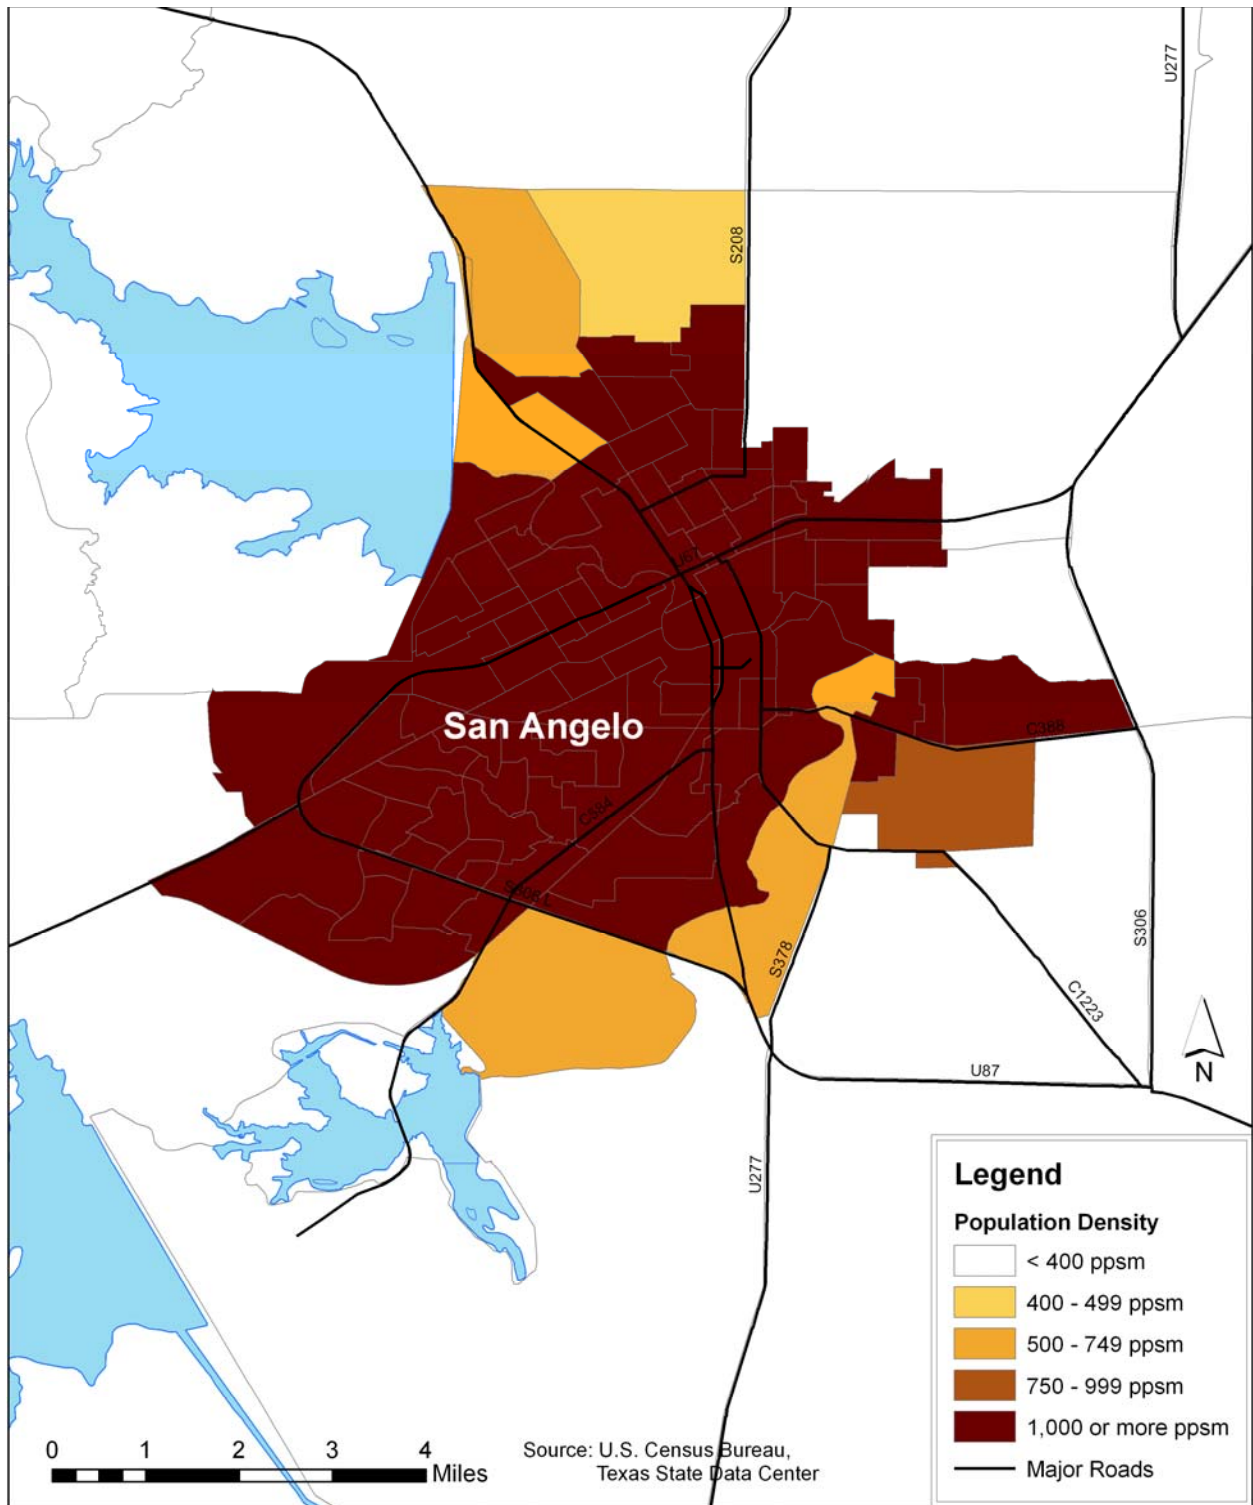 U277
S208
U67
San Angelo
C388
C584
S306 L
S378
S306
C1223
N
U87
U277
Legend
Population Density
< 400 ppsm
400 - 499 ppsm
500 - 749 ppsm
750 - 999 ppsm
1,000 or more ppsm
Major Roads
0 1 2 3 4
Miles
Source: U.S. Census Bureau,
Texas State Data Center